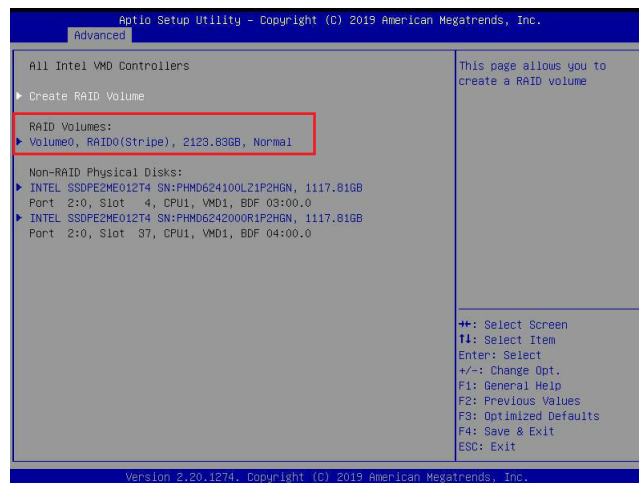 Aptio Setup Utility – Copyright (C) 2019 American Megatrends, Inc.
Advanced
All Intel VMD Controllers
This page allows you to
create a RAID volume
▶ Create RAID Volume
RAID Volumes:
▶ Volume0, RAID0(Stripe), 2123.83GB, Normal
Non-RAID Physical Disks:
▶ INTEL SSDPE2ME012T4 SN:PHMD624100LZ1P2HGN, 1117.81GB
Port 2:0, Slot 4, CPU1, VMD1, BDF 03:00.0
▶ INTEL SSDPE2ME012T4 SN:PHMD6242000R1P2HGN, 1117.81GB
Port 2:0, Slot 37, CPU1, VMD1, BDF 04:00.0
→←: Select Screen
↑↓: Select Item
Enter: Select
+/-: Change Opt.
F1: General Help
F2: Previous Values
F3: Optimized Defaults
F4: Save & Exit
ESC: Exit
Version 2.20.1274. Copyright (C) 2019 American Megatrends, Inc.